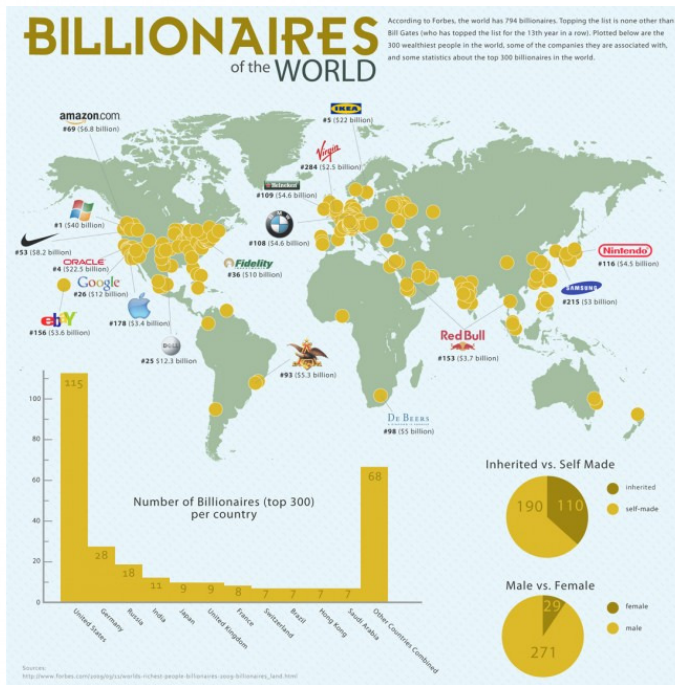 BILLIONAIRES
of the WORLD
According to Forbes, the world has 794 billionaires. Topping the list is none other than
Bill Gates (who has topped the list for the 13th year in a row). Plotted below are the
300 wealthiest people in the world, some of the companies they are associated with,
and some statistics about the top 300 billionaires in the world.
amazon.com
#69 ($6.8 billion)
IKEA
#5 ($22 billion)
Virgin
#284 ($2.5 billion)
Heineken
#109 ($4.6 billion)
#1 ($40 billion)
BMW
#108 ($4.6 billion)
#53 ($8.2 billion)
ORACLE
#4 ($22.5 billion)
Google
#26 ($12 billion)
Fidelity
#36 ($10 billion)
Nintendo
#116 ($4.5 billion)
SAMSUNG
#215 ($3 billion)
ebY
#156 ($3.6 billion)
#178 ($3.4 billion)
DELL
#25 $12.3 billion
Red Bull
#153 ($3.7 billion)
#93 ($5.3 billion)
DE BEERS
#98 ($5 billion)
Number of Billionaires (top 300)
per country
100
80
60
40
20
0
115
28
18
11
9
9
8
7
7
7
7
68
United States
Germany
Russia
India
Japan
United Kingdom
France
Switzerland
Brazil
Hong Kong
Saudi Arabia
Other Countries Combined
Inherited vs. Self Made
190
110
inherited
self-made
Male vs. Female
29
271
female
male
Sources: